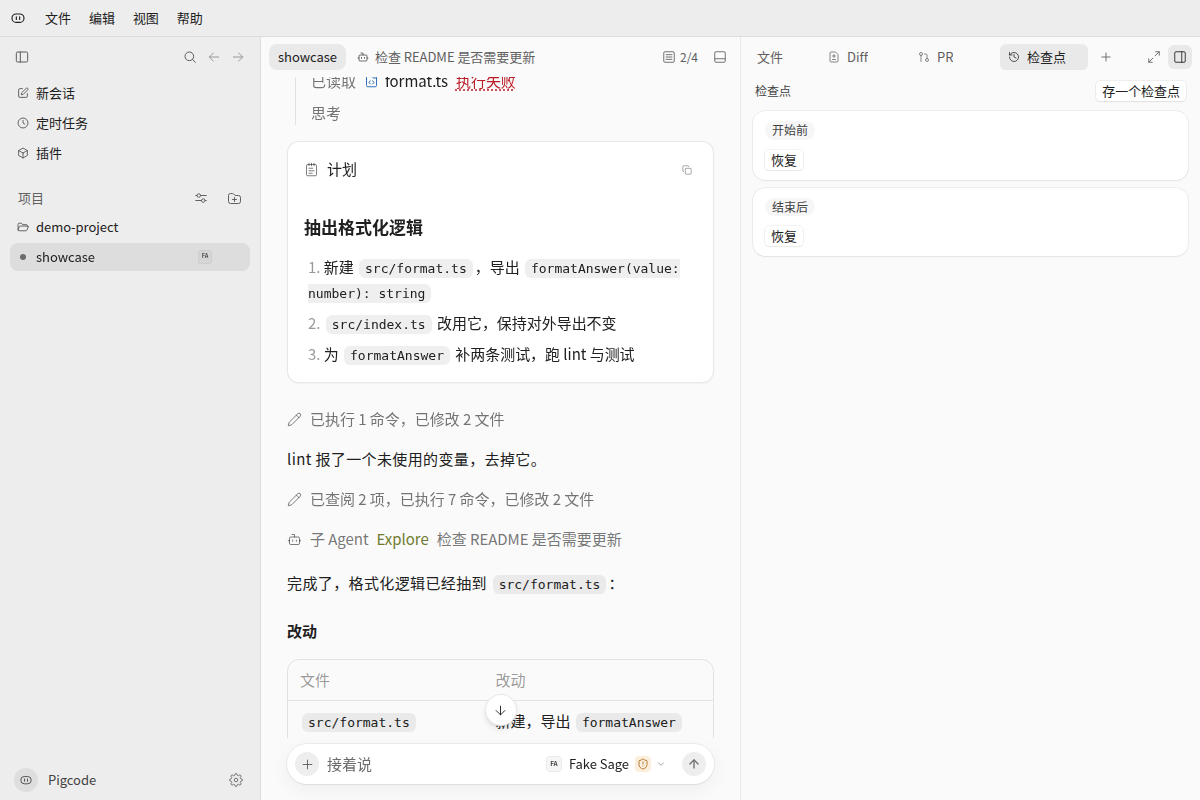 文件 编辑 视图 帮助
新会话
定时任务
插件
项目
demo-project
showcase FA
Pigcode
showcase 检查 README 是否需要更新 2/4
已读取 format.ts 执行失败
思考
计划
抽出格式化逻辑
1. 新建 src/format.ts，导出 formatAnswer(value:
number): string
2. src/index.ts 改用它，保持对外导出不变
3. 为 formatAnswer 补两条测试，跑 lint 与测试
已执行 1 命令，已修改 2 文件
lint 报了一个未使用的变量，去掉它。
已查阅 2 项，已执行 7 命令，已修改 2 文件
子 Agent Explore 检查 README 是否需要更新
完成了，格式化逻辑已经抽到 src/format.ts：
改动
文件 改动
src/format.ts 新建，导出 formatAnswer
接着说 FA Fake Sage
文件 Diff PR 检查点
检查点 存一个检查点
开始前
恢复
结束后
恢复